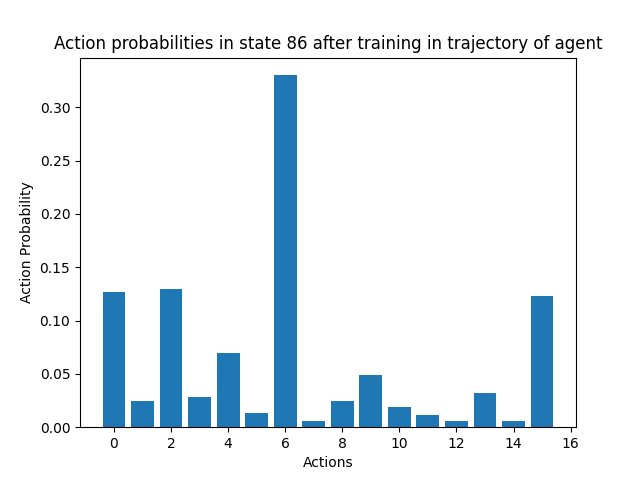 Action probabilities in state 86 after training in trajectory of agent
0.30
0.25
0.20
0.15
0.10
0.05
0.00
Action Probability
0 2 4 6 8 10 12 14 16
Actions